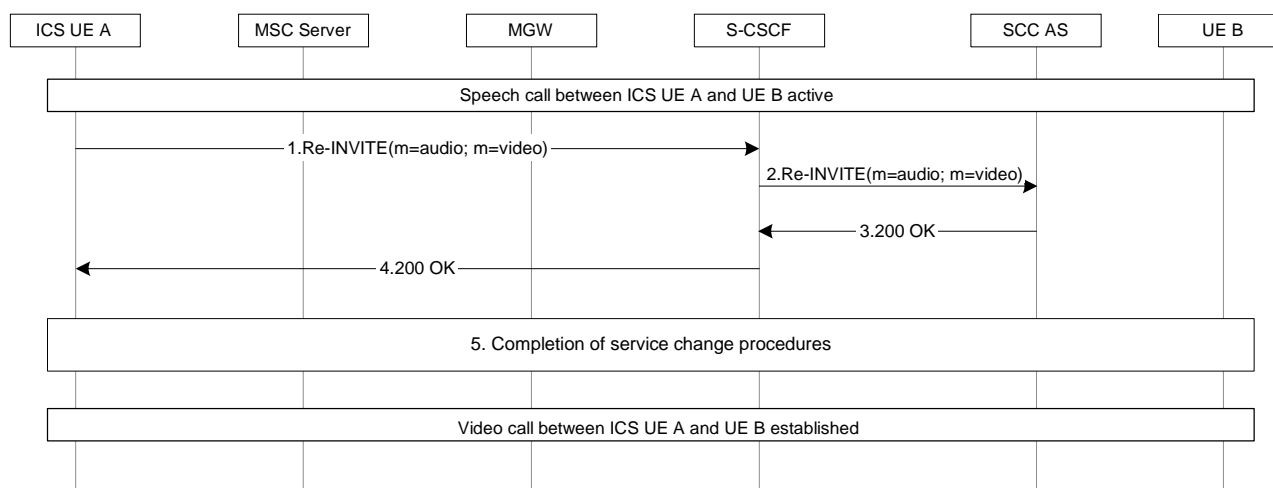 ICS UE A
MSC Server
MGW
S-CSCF
SCC AS
UE B
Speech call between ICS UE A and UE B active
1.Re-INVITE(m=audio; m=video)
2.Re-INVITE(m=audio; m=video)
3.200 OK
4.200 OK
5. Completion of service change procedures
Video call between ICS UE A and UE B established